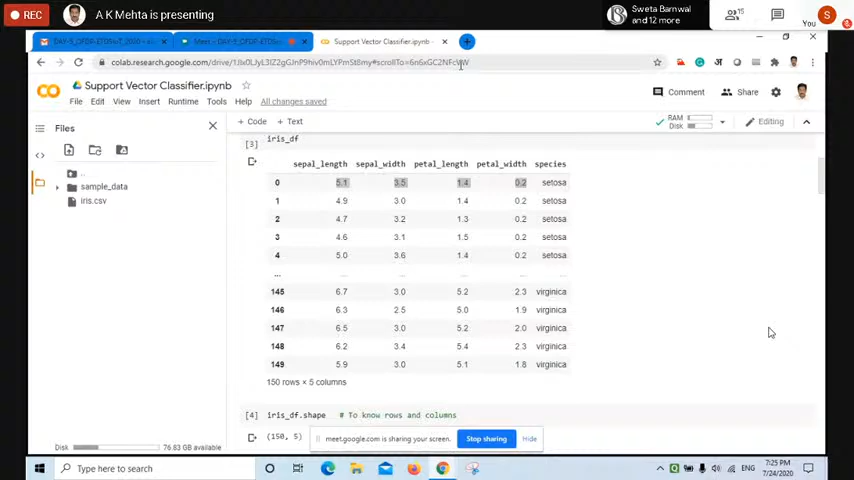 REC
A K Mehta is presenting
Sweta Barnwal
and 12 more
15
You
S
Support Vector Classifier.ipynb -
Support Vector Classifier.ipynb
Comment
Share
File Edit View Insert Runtime Tools Help All changes saved
+ Code + Text
RAM
Disk
Editing
Files
..
sample_data
iris.csv
[3] iris_df
sepal_length sepal_width petal_length petal_width species
0 5.1 3.5 1.4 0.2 setosa
1 4.9 3.0 1.4 0.2 setosa
2 4.7 3.2 1.3 0.2 setosa
3 4.6 3.1 1.5 0.2 setosa
4 5.0 3.6 1.4 0.2 setosa
... ... ... ... ... ...
145 6.7 3.0 5.2 2.3 virginica
146 6.3 2.5 5.0 1.9 virginica
147 6.5 3.0 5.2 2.0 virginica
148 6.2 3.4 5.4 2.3 virginica
149 5.9 3.0 5.1 1.8 virginica
150 rows × 5 columns
[4] iris_df.shape # To know rows and columns
(150, 5)
meet.google.com is sharing your screen.
Stop sharing
Hide
Disk
76.83 GB available
Type here to search
ENG
7:25 PM
7/24/2020